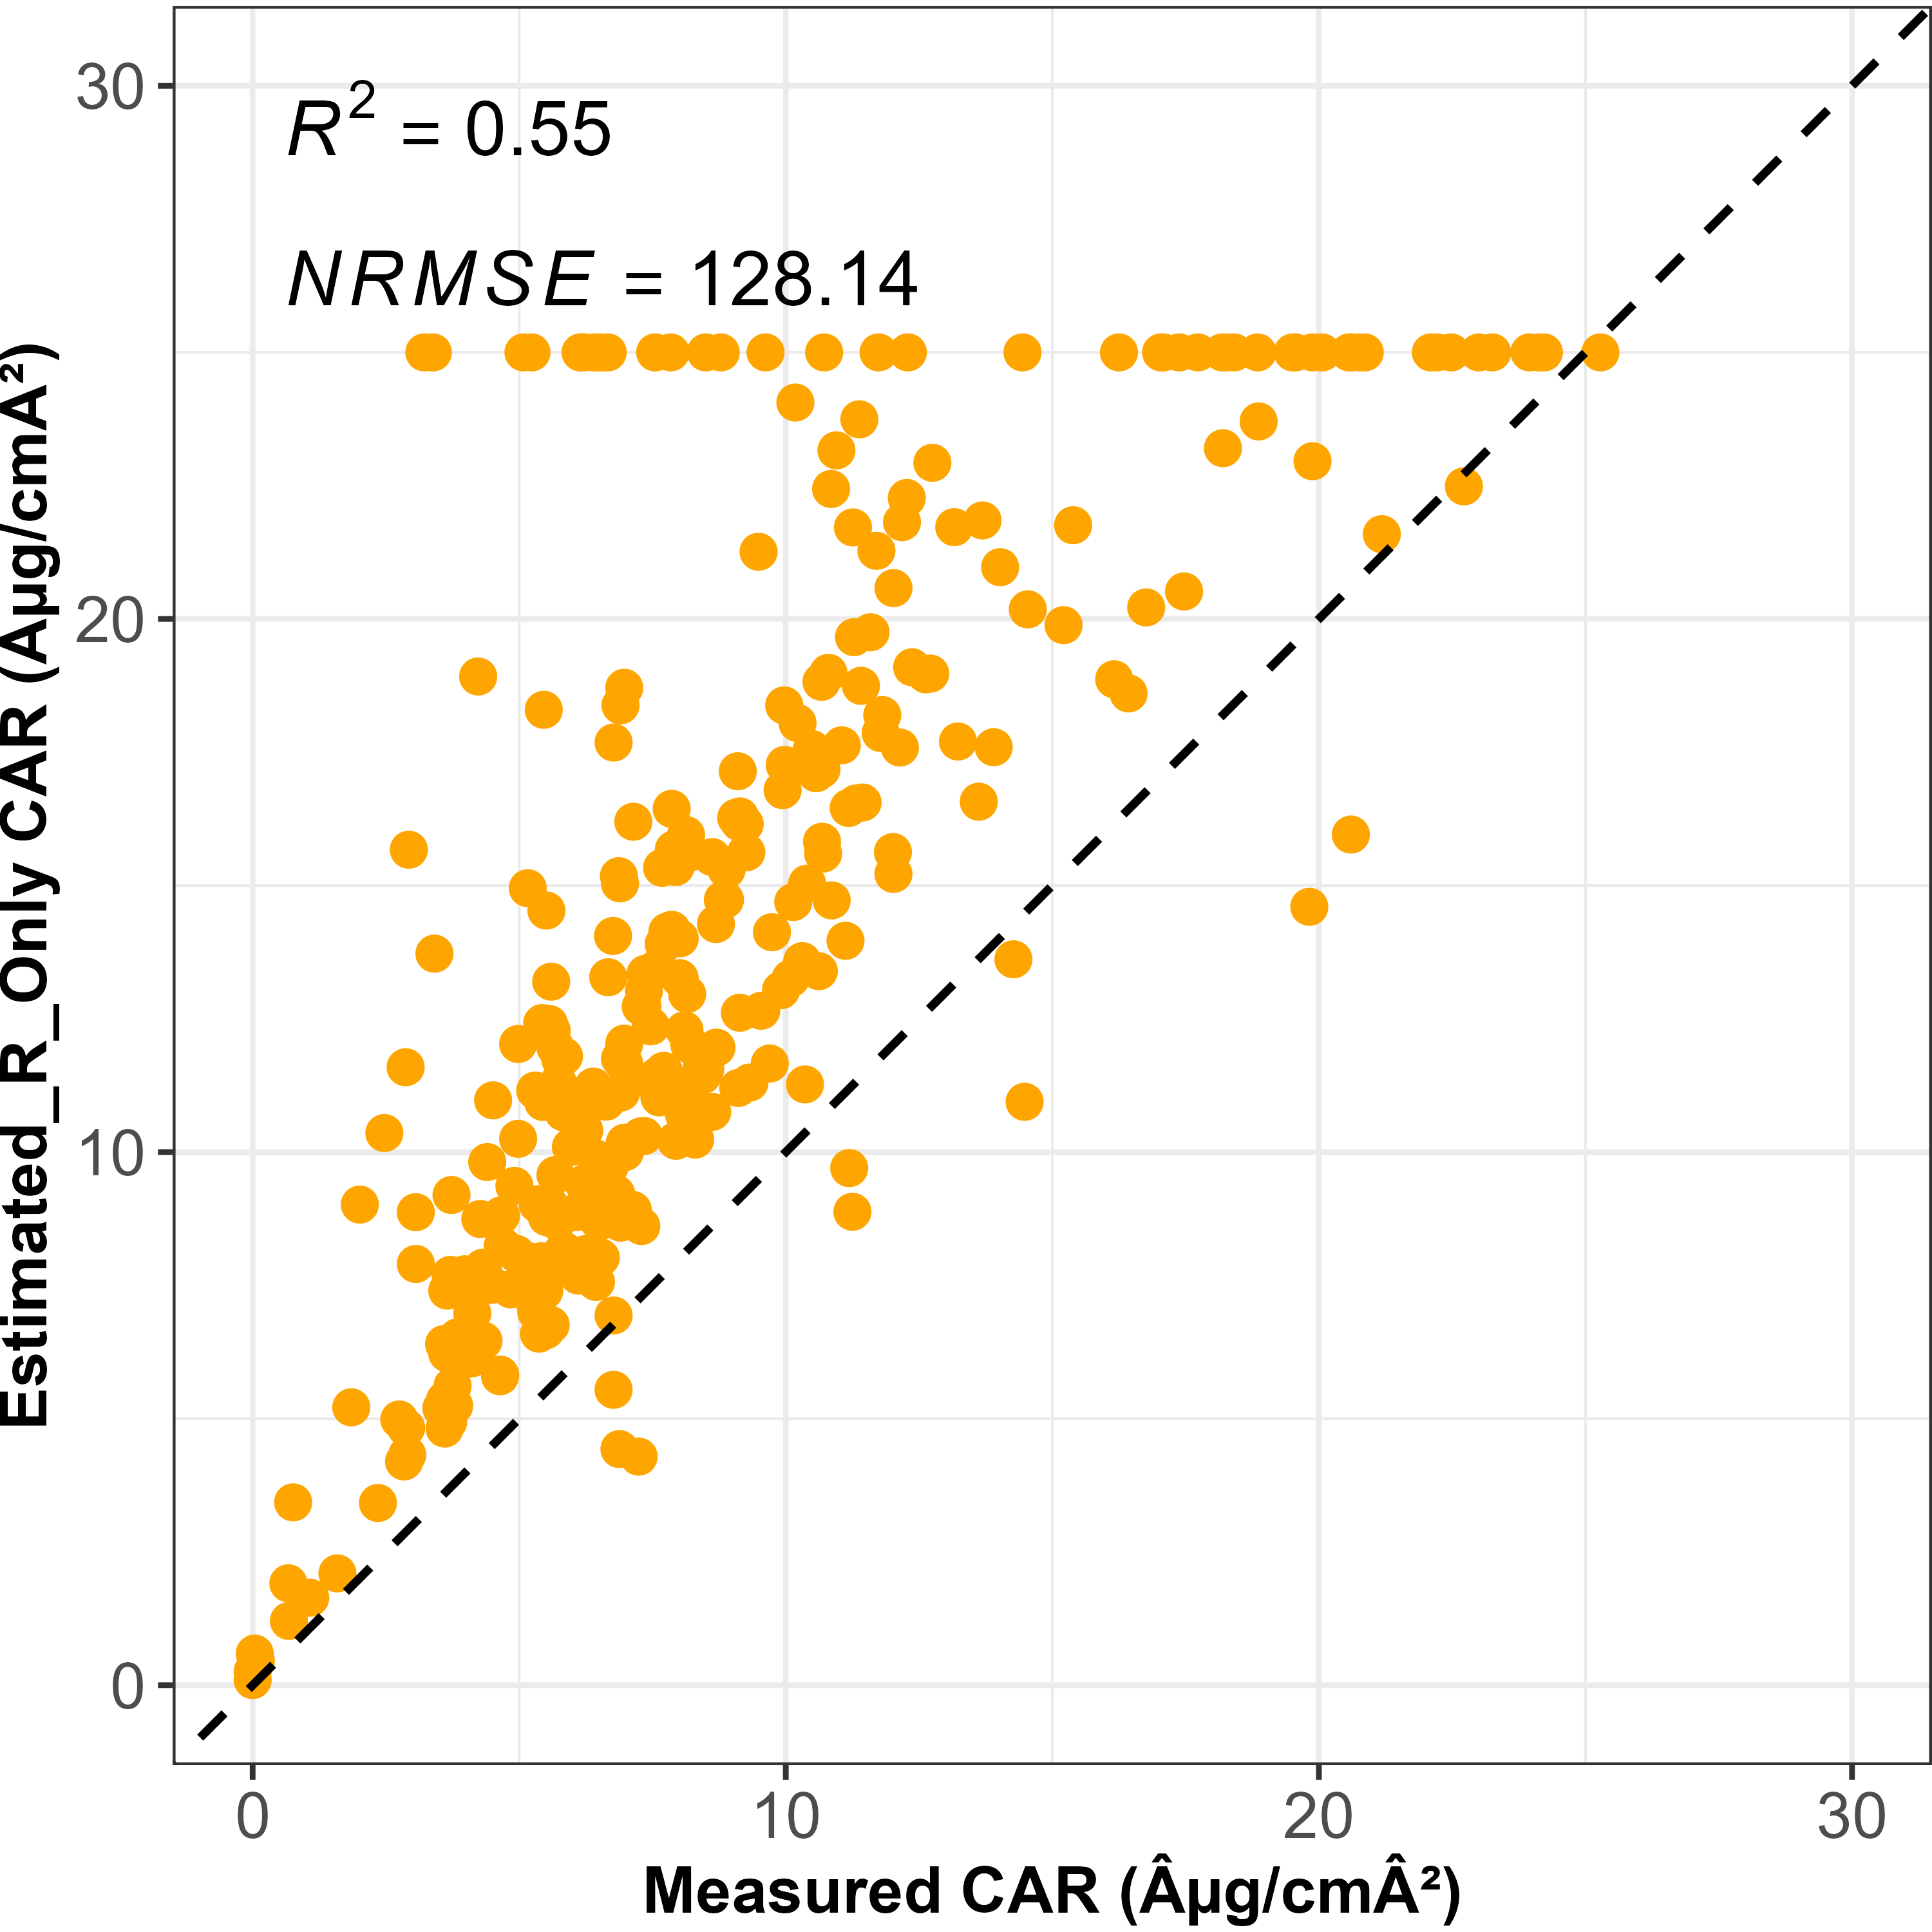 R² = 0.55
NRMSE = 128.14
30
20
10
0
Estimated_R_Only CAR (Âµg/cmÂ²)
0 10 20 30
Measured CAR (Âµg/cmÂ²)